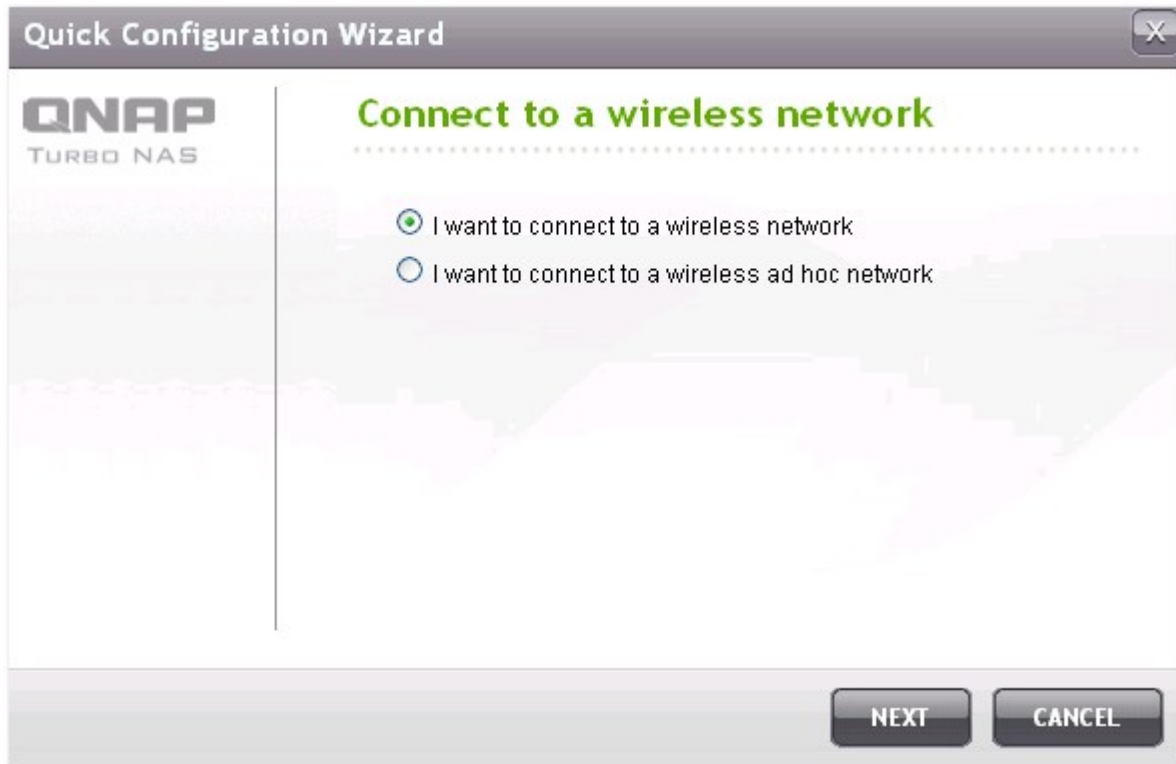 Quick Configuration Wizard
X
QNAP
TURBO NAS
Connect to a wireless network
I want to connect to a wireless network
I want to connect to a wireless ad hoc network
NEXT
CANCEL